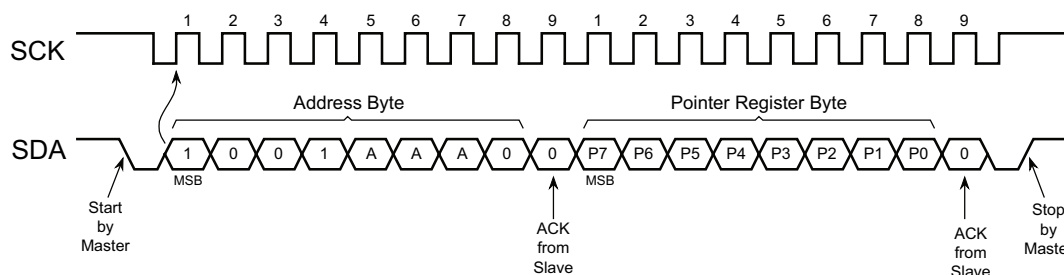 1 2 3 4 5 6 7 8 9 1 2 3 4 5 6 7 8 9
SCK
Address Byte Pointer Register Byte
SDA 1 0 0 1 A A A 0 0 P7 P6 P5 P4 P3 P2 P1 P0 0
MSB MSB
Start
by
Master
ACK
from
Slave
ACK
from
Slave
Stop
by